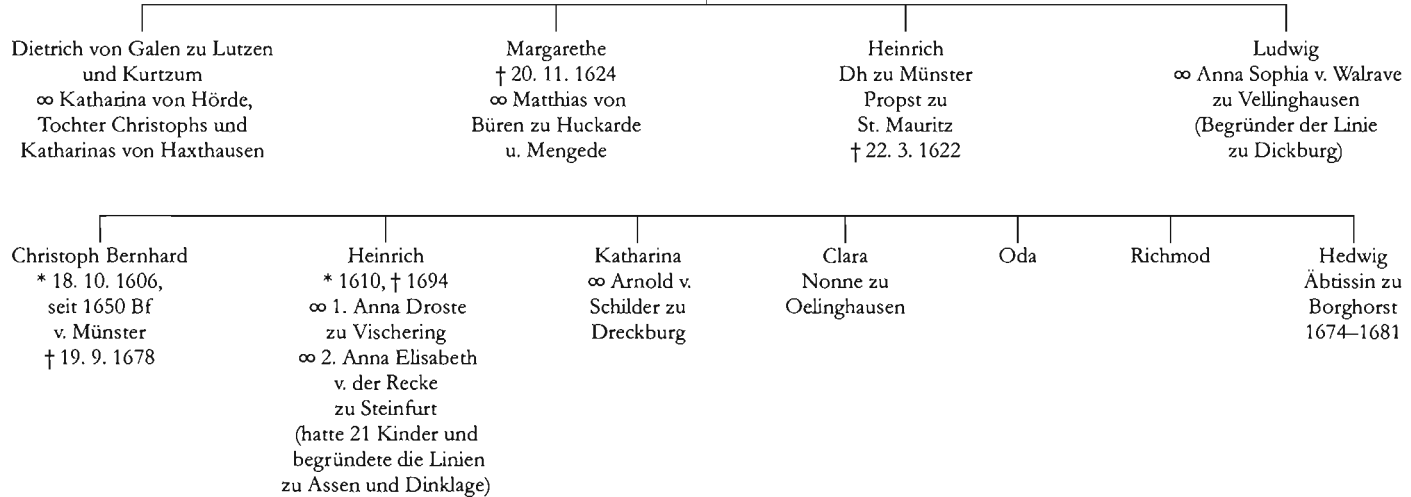 Dietrich von Galen zu Lutzen
und Kurtzum
∞ Katharina von Hörde,
Tochter Christophs und
Katharinas von Haxthausen
Margarethe
† 20. 11. 1624
∞ Matthias von
Büren zu Huckarde
u. Mengede
Heinrich
Dh zu Münster
Propst zu
St. Mauritz
† 22. 3. 1622
Ludwig
∞ Anna Sophia v. Walrave
zu Vellinghausen
(Begründer der Linie
zu Dickburg)
Christoph Bernhard
* 18. 10. 1606,
seit 1650 Bf
v. Münster
† 19. 9. 1678
Heinrich
* 1610, † 1694
∞ 1. Anna Droste
zu Vischering
∞ 2. Anna Elisabeth
v. der Recke
zu Steinfurt
(hatte 21 Kinder und
begründete die Linien
zu Assen und Dinklage)
Katharina
∞ Arnold v.
Schilder zu
Dreckburg
Clara
Nonne zu
Oelinghausen
Oda
Richmod
Hedwig
Äbtissin zu
Borghorst
1674–1681